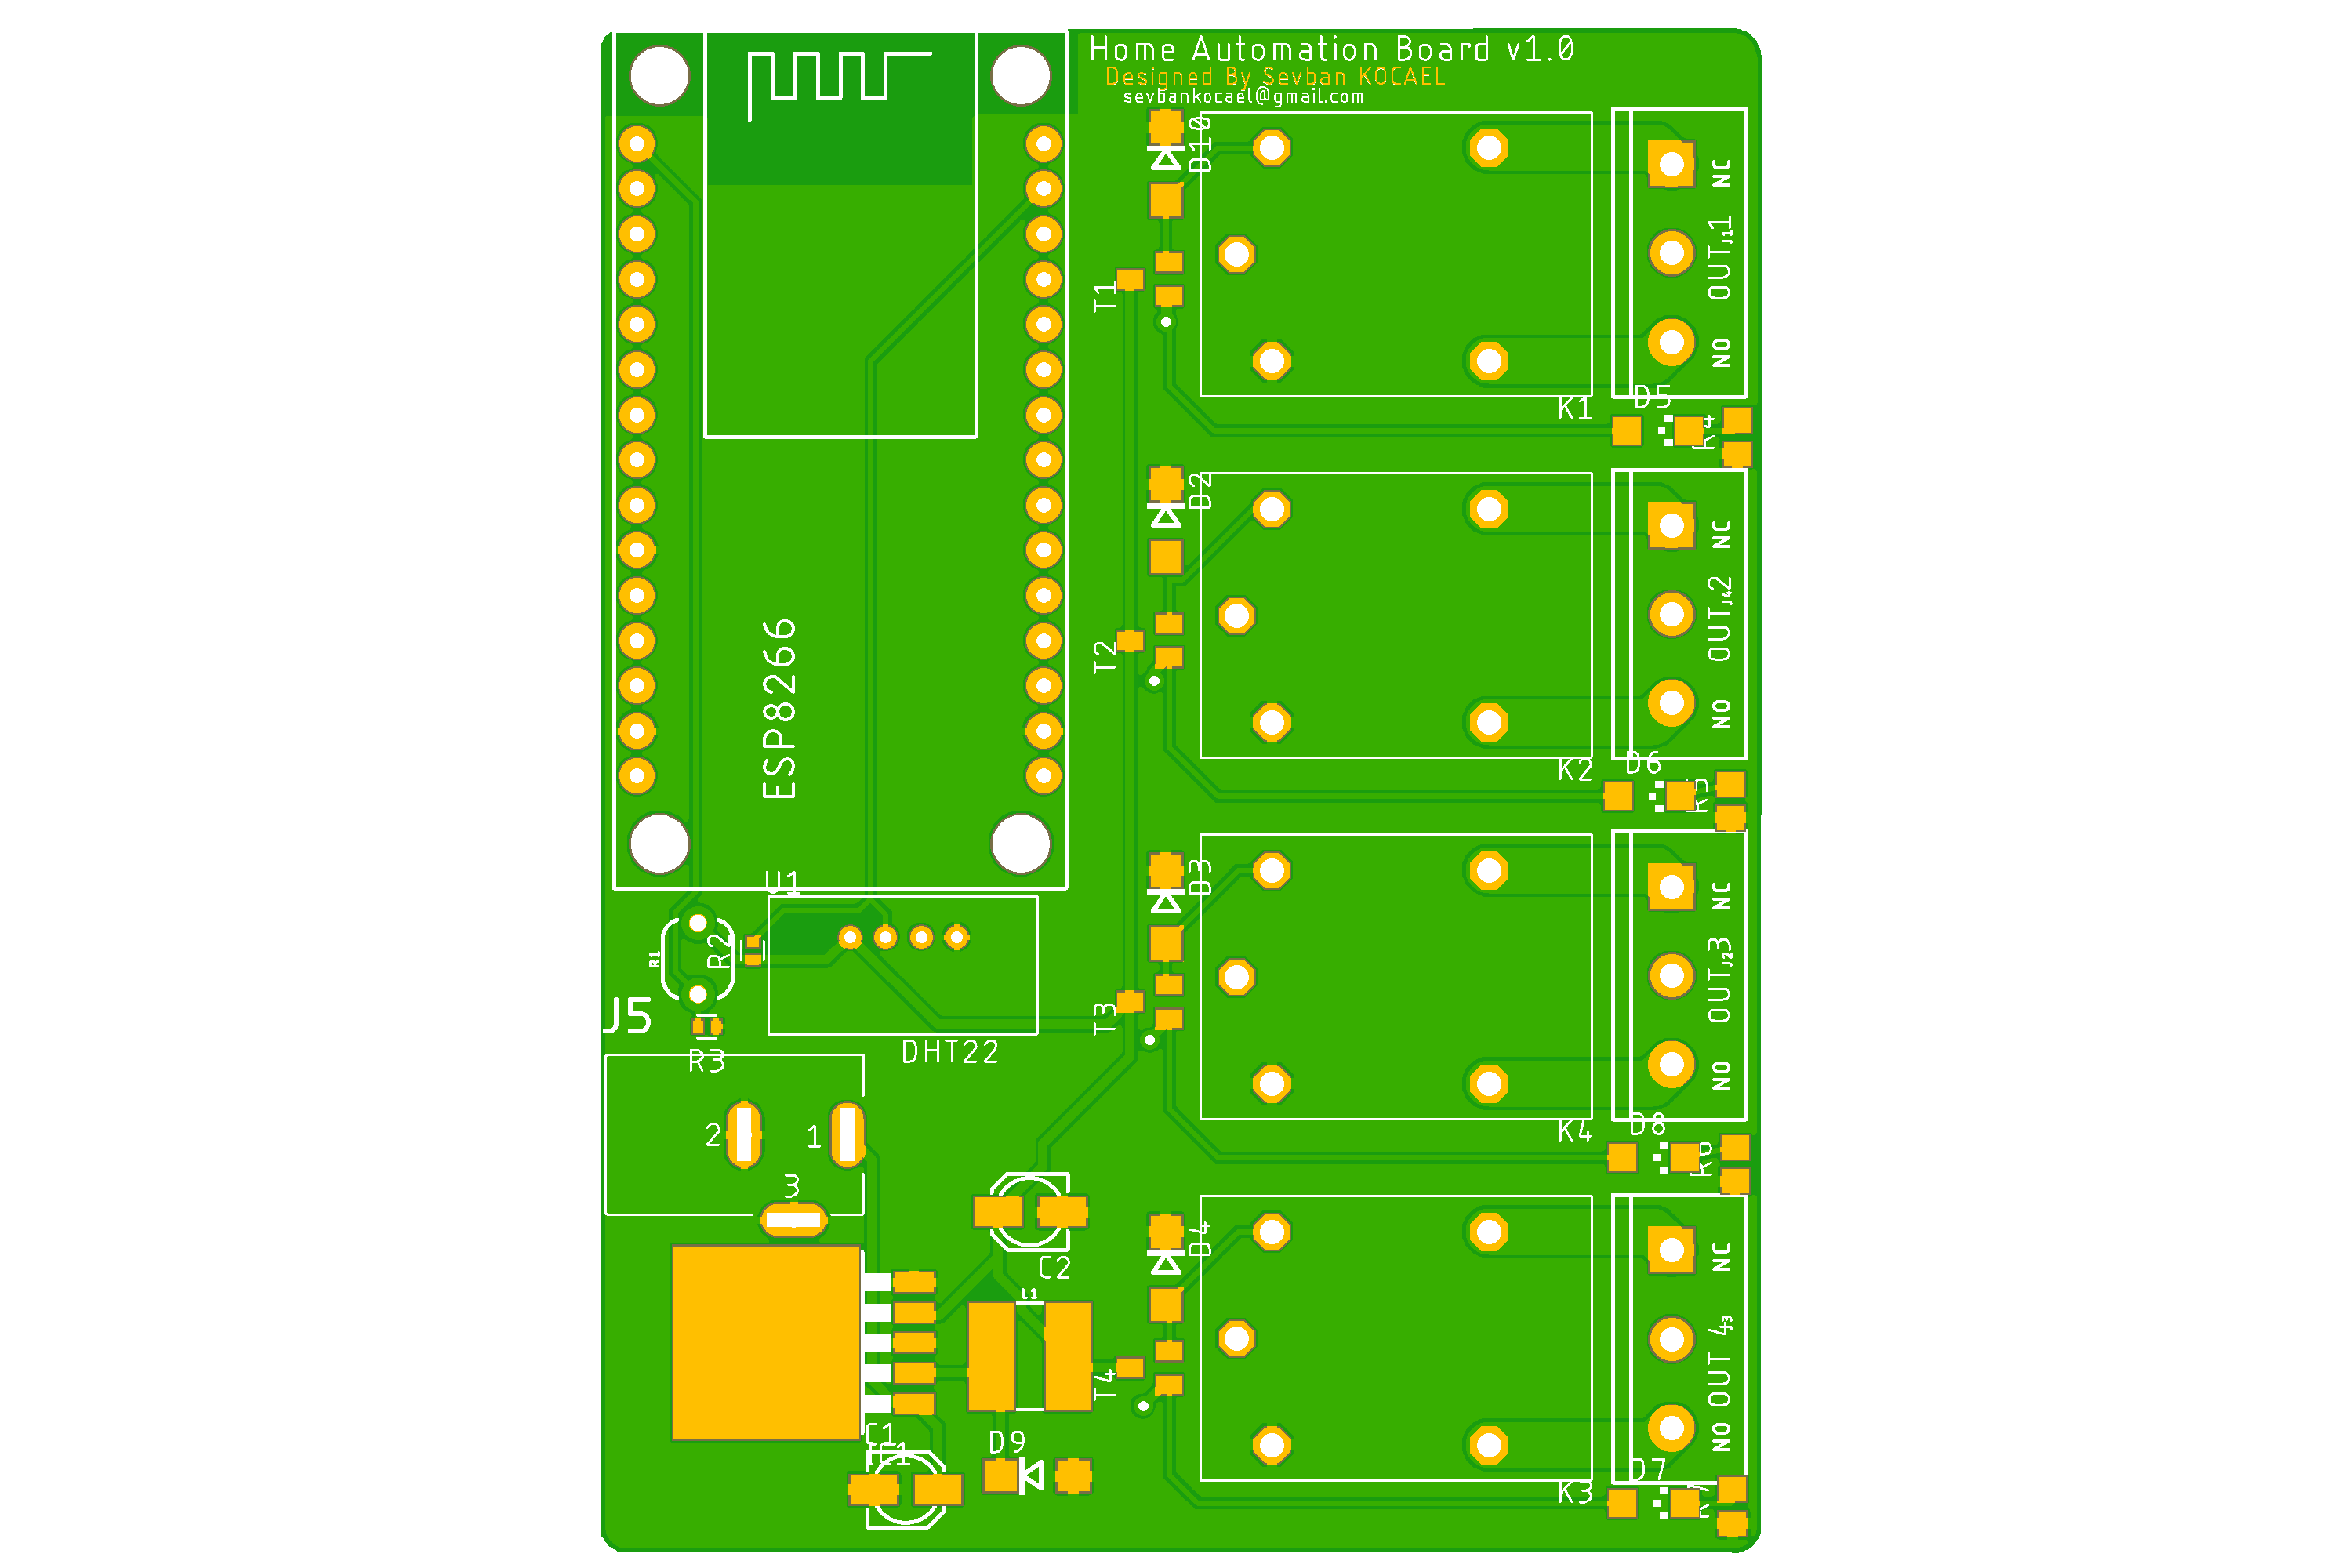 Home Automation Board v1.0
Designed By Sevban KOCAEL
sevbankocael@gmail.com
D10
NC
OUT 1
J1
T1
NO
K1
D5
R4
D2
NC
OUT 2
J4
ESP8266
T2
NO
K2
D6
U1
D3
NC
R1
R2
OUT 3
J2
J5
T3
DHT22
R3
NO
K4
D8
2
1
3
D4
NC
C2
L1
OUT 4
J3
T4
C1
IC1
D9
NO
K3
D7